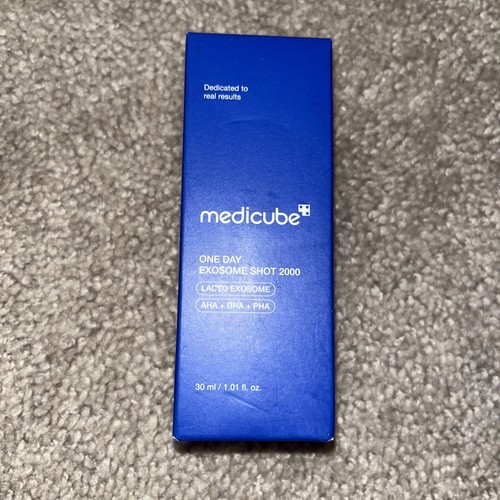 Dedicated to
real results
medicube
ONE DAY
EXOSOME SHOT 2000
LACTO EXOSOME
AHA + BHA + PHA
30 ml / 1.01 fl. oz.